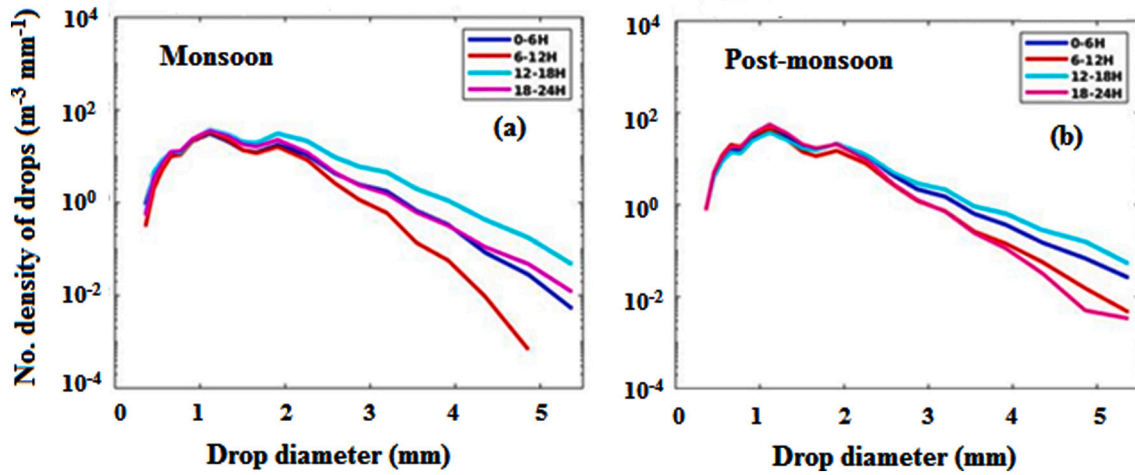 No. density of drops (m⁻³ mm⁻¹)
10⁴
10²
10⁰
10⁻²
10⁻⁴
Monsoon
0-6H
6-12H
12-18H
18-24H
(a)
0 1 2 3 4 5
Drop diameter (mm)
10⁴
10²
10⁰
10⁻²
10⁻⁴
Post-monsoon
0-6H
6-12H
12-18H
18-24H
(b)
0 1 2 3 4 5
Drop diameter (mm)